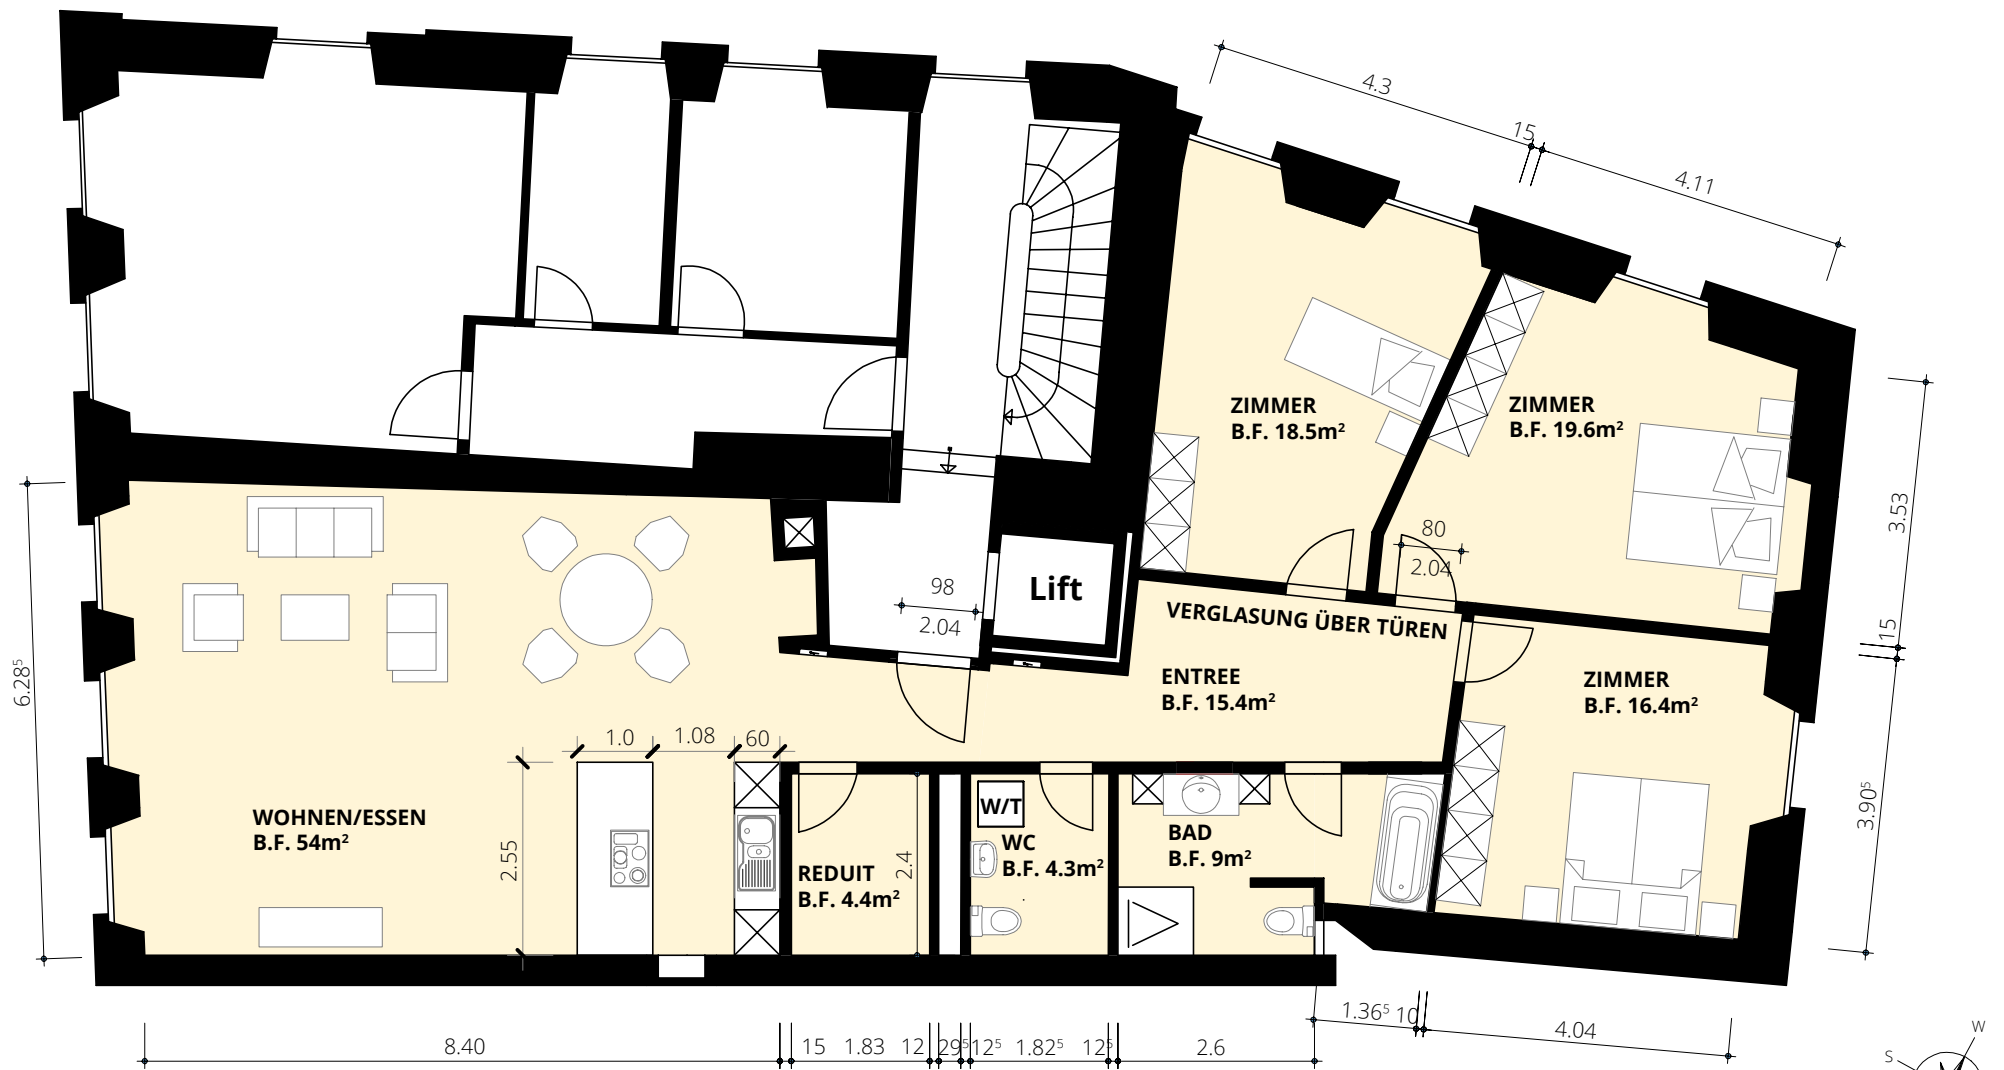 4.3
15
4.11
ZIMMER
B.F. 18.5m²
ZIMMER
B.F. 19.6m²
3.53
80
2.04
Lift
98
2.04
VERGLASUNG ÜBER TÜREN
15
6.28⁵
ENTREE
B.F. 15.4m²
ZIMMER
B.F. 16.4m²
1.0
1.08
60
W/T
3.90⁵
WOHNEN/ESSEN
B.F. 54m²
2.55
REDUIT
B.F. 4.4m²
2.4
WC
B.F. 4.3m²
BAD
B.F. 9m²
1.36⁵
10
4.04
8.40
15
1.83
12
29⁵
12⁵
1.82⁵
12⁵
2.6
W
S